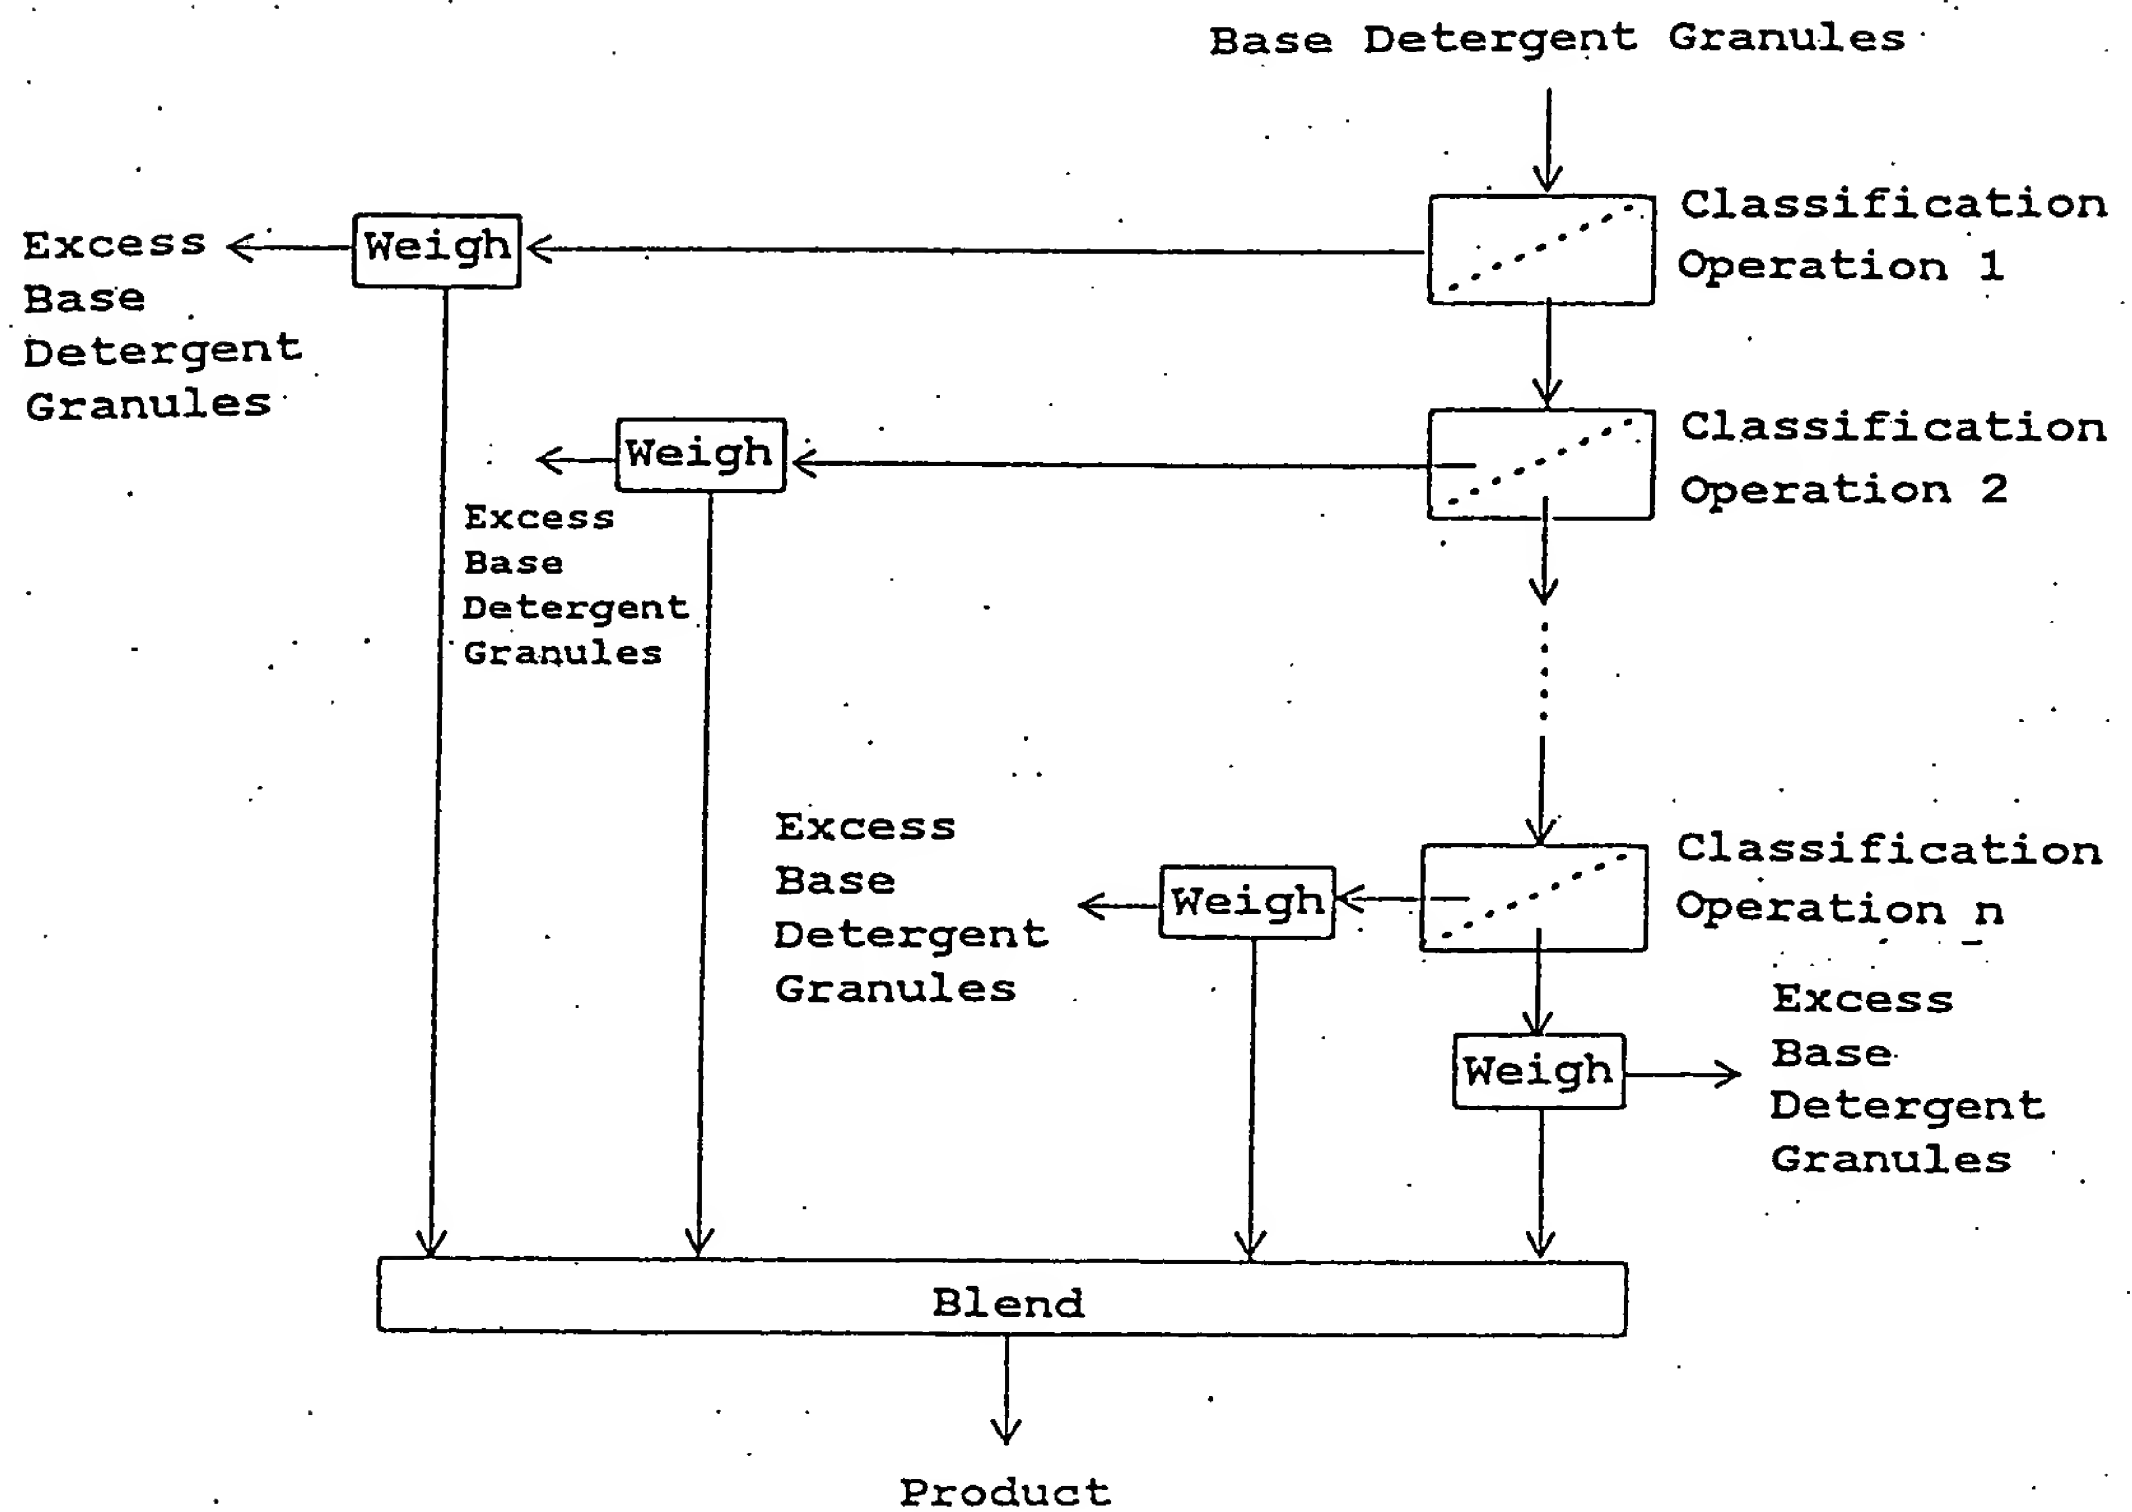 Base Detergent Granules
Classification
Operation 1
Weigh
Excess
Base
Detergent
Granules
Classification
Operation 2
Weigh
Excess
Base
Detergent
Granules
Classification
Operation n
Weigh
Excess
Base
Detergent
Granules
Weigh
Excess
Base
Detergent
Granules
Blend
Product